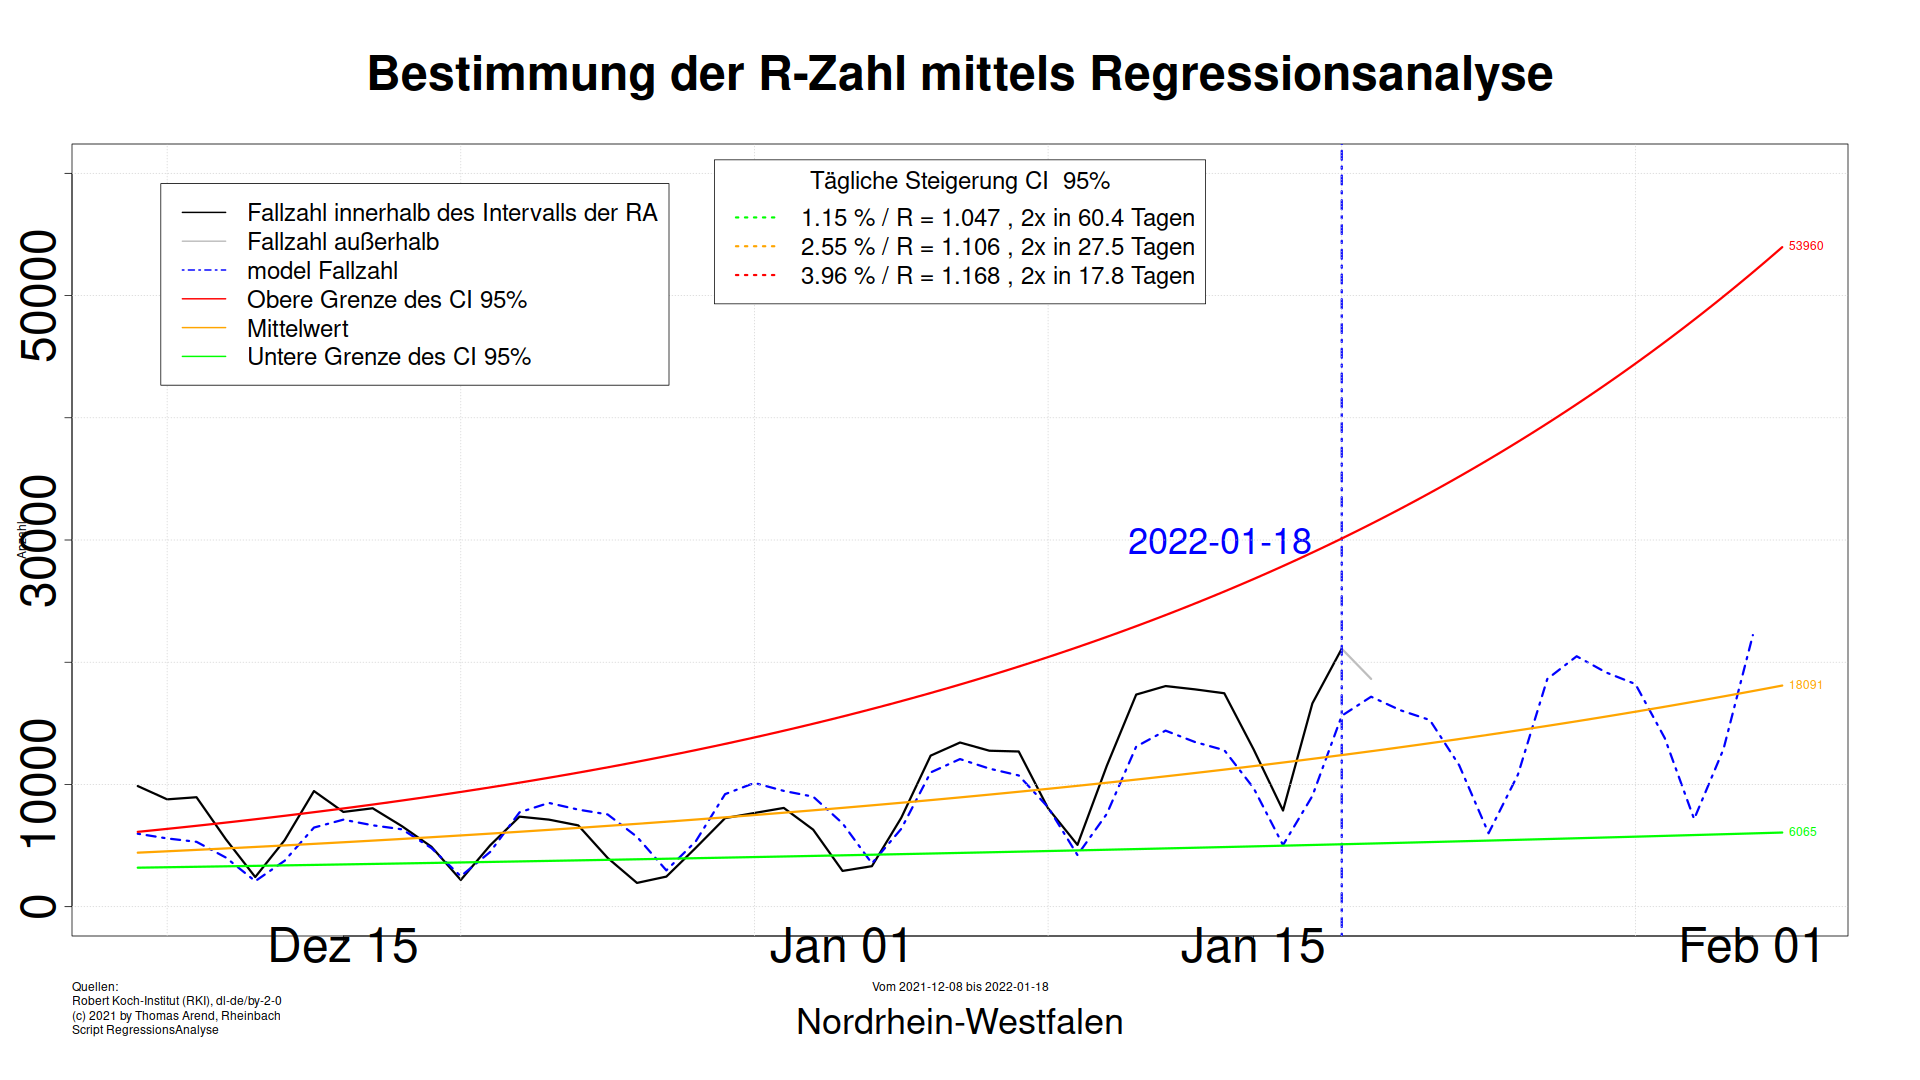 Bestimmung der R-Zahl mittels Regressionsanalyse
Fallzahl innerhalb des Intervalls der RA
Fallzahl außerhalb
model Fallzahl
Obere Grenze des CI 95%
Mittelwert
Untere Grenze des CI 95%
Tägliche Steigerung CI  95%
1.15 % / R = 1.047 , 2x in 60.4 Tagen
2.55 % / R = 1.106 , 2x in 27.5 Tagen
3.96 % / R = 1.168 , 2x in 17.8 Tagen
53960
50000
2022-01-18
30000
Anzahl
18091
10000
6065
0
Dez 15
Jan 01
Jan 15
Feb 01
Quellen:
Robert Koch-Institut (RKI), dl-de/by-2-0
(c) 2021 by Thomas Arend, Rheinbach
Script RegressionsAnalyse
Vom 2021-12-08 bis 2022-01-18
Nordrhein-Westfalen